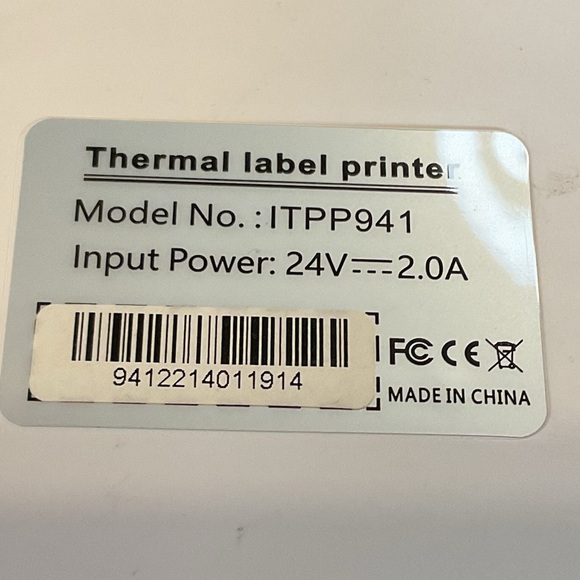 Thermal label printer
Model No. : ITPP941
Input Power: 24V⎓2.0A
9412214011914
FC CE
MADE IN CHINA